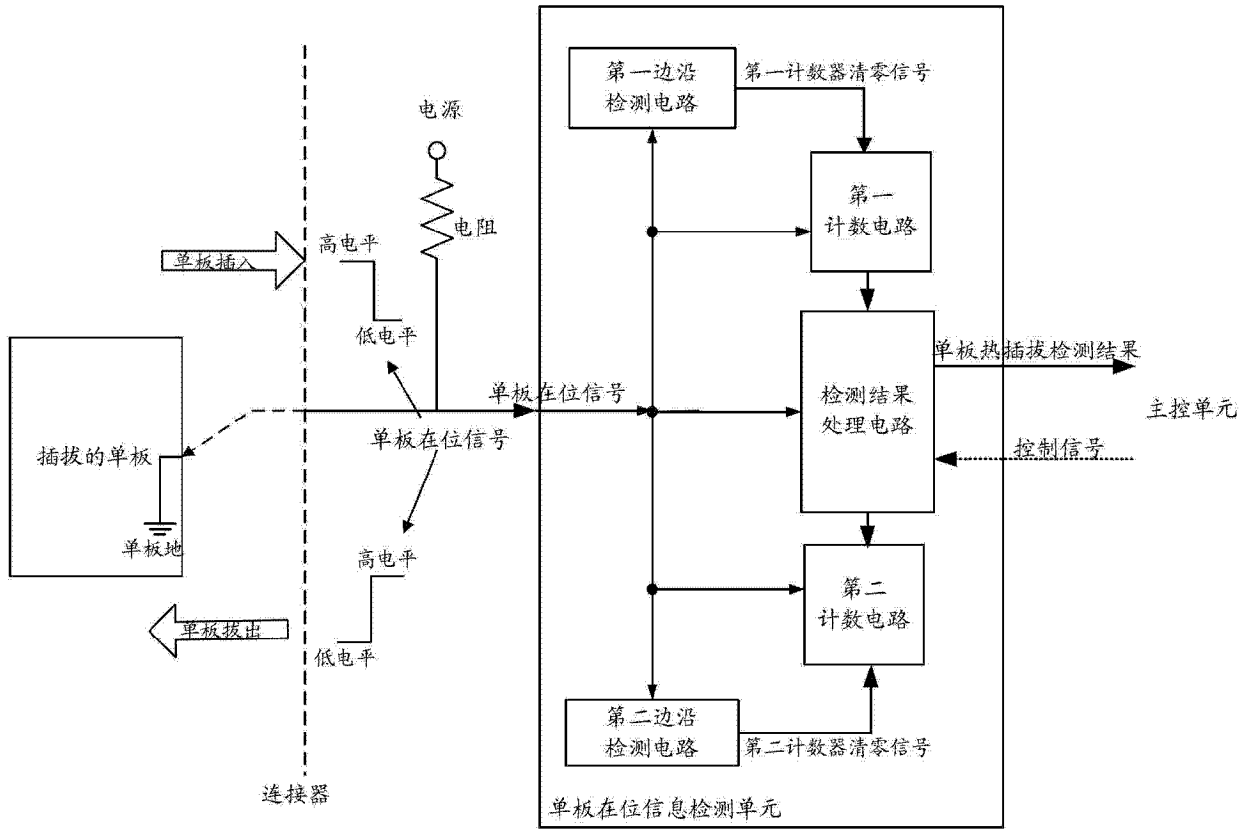 第一边沿
检测电路
第一计数器清零信号
电源
第一
计数电路
电阻
高电平
单板插入
低电平
单板热插拔检测结果
单板在位信号
检测结果
处理电路
主控单元
单板在位信号
控制信号
插拔的单板
单板地
高电平
第二
计数电路
单板拔出
低电平
第二边沿
检测电路
第二计数器清零信号
连接器
单板在位信息检测单元